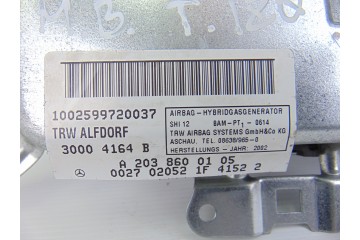 M B T. 120
1002599720037
TRW ALFDORF
3000 4164 B
AIRBAG - HYBRIDGASGENERATOR
SHI 12 BAM-PT1 - 0614
TRW AIRBAG SYSTEMS GmbH&Co KG
ASCHAU. TEL 08638/965-0
HERSTELLUNGS - JAHR: 2002
A 203 860 01 05
0027 02052 1F 4152 2